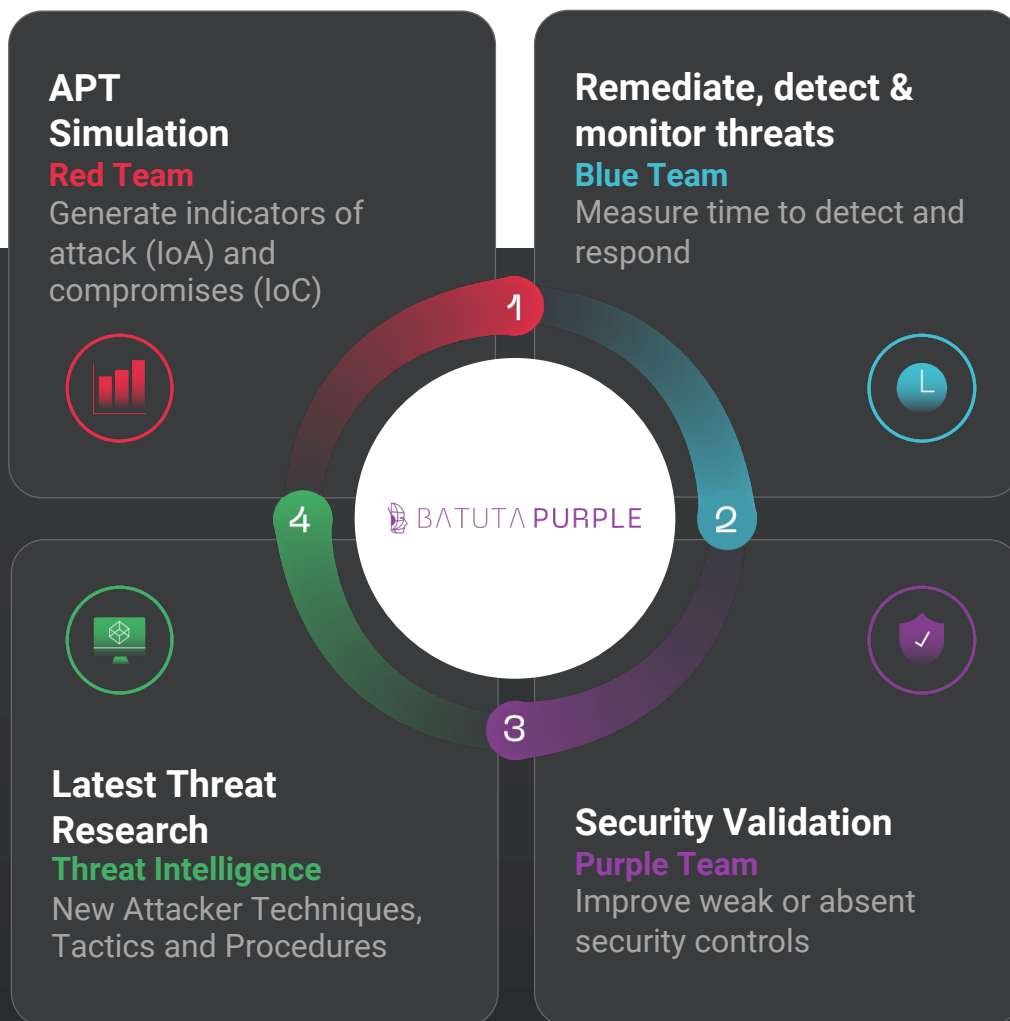 APT
Simulation
Red Team
Generate indicators of
attack (IoA) and
compromises (IoC)
Remediate, detect &
monitor threats
Blue Team
Measure time to detect and
respond
1
2
3
4
BATUTA PURPLE
Latest Threat
Research
Threat Intelligence
New Attacker Techniques,
Tactics and Procedures
Security Validation
Purple Team
Improve weak or absent
security controls